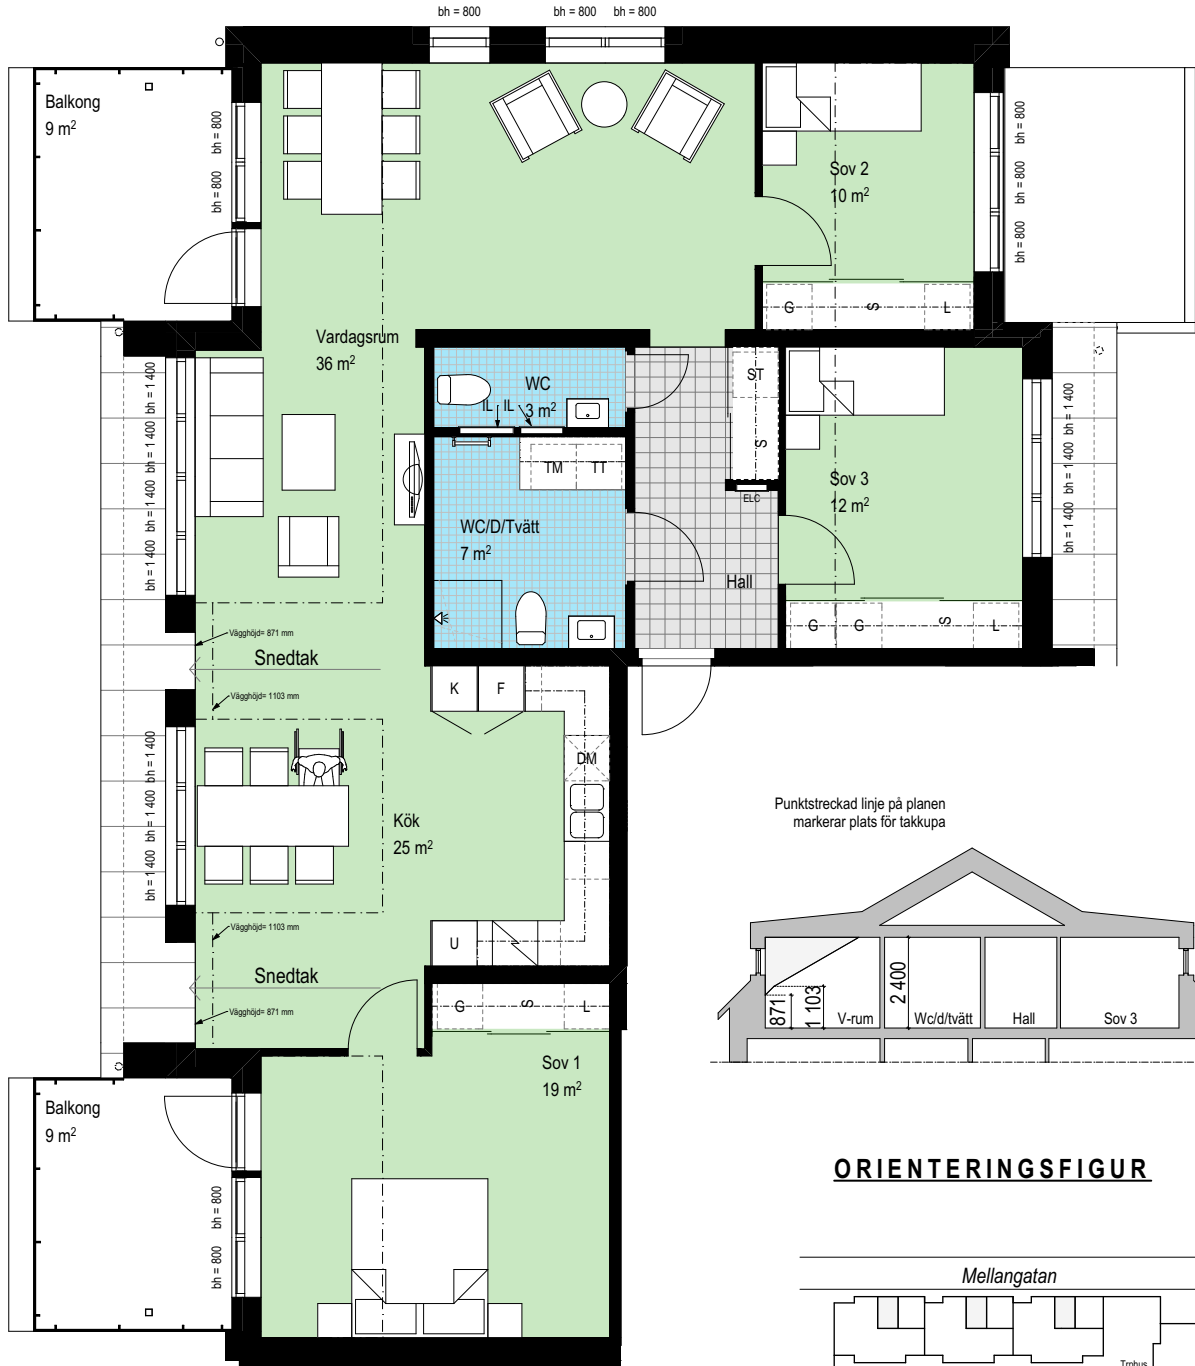 bh = 800
bh = 800
bh = 800
Balkong
9 m²
bh = 800
bh = 800
Sov 2
10 m²
bh = 800
bh = 800
bh = 800
G
S
L
Vardagsrum
36 m²
bh = 1 400
bh = 1 400
bh = 1 400
bh = 1 400
WC
3 m²
IL
IL
ST
S
ELC
TM
TT
WC/D/Tvätt
7 m²
Hall
Sov 3
12 m²
bh = 1 400
bh = 1 400
bh = 1 400
G
G
S
L
Vägghöjd= 871 mm
Snedtak
Vägghöjd= 1103 mm
K
F
DM
bh = 1 400
bh = 1 400
bh = 1 400
Kök
25 m²
U
Vägghöjd= 1103 mm
Snedtak
Vägghöjd= 871 mm
G
S
L
Sov 1
19 m²
Balkong
9 m²
bh = 800
bh = 800
Punktstreckad linje på planen
markerar plats för takkupa
871
1 103
2 400
V-rum
Wc/d/tvätt
Hall
Sov 3
ORIENTERINGSFIGUR
Mellangatan
Trphus